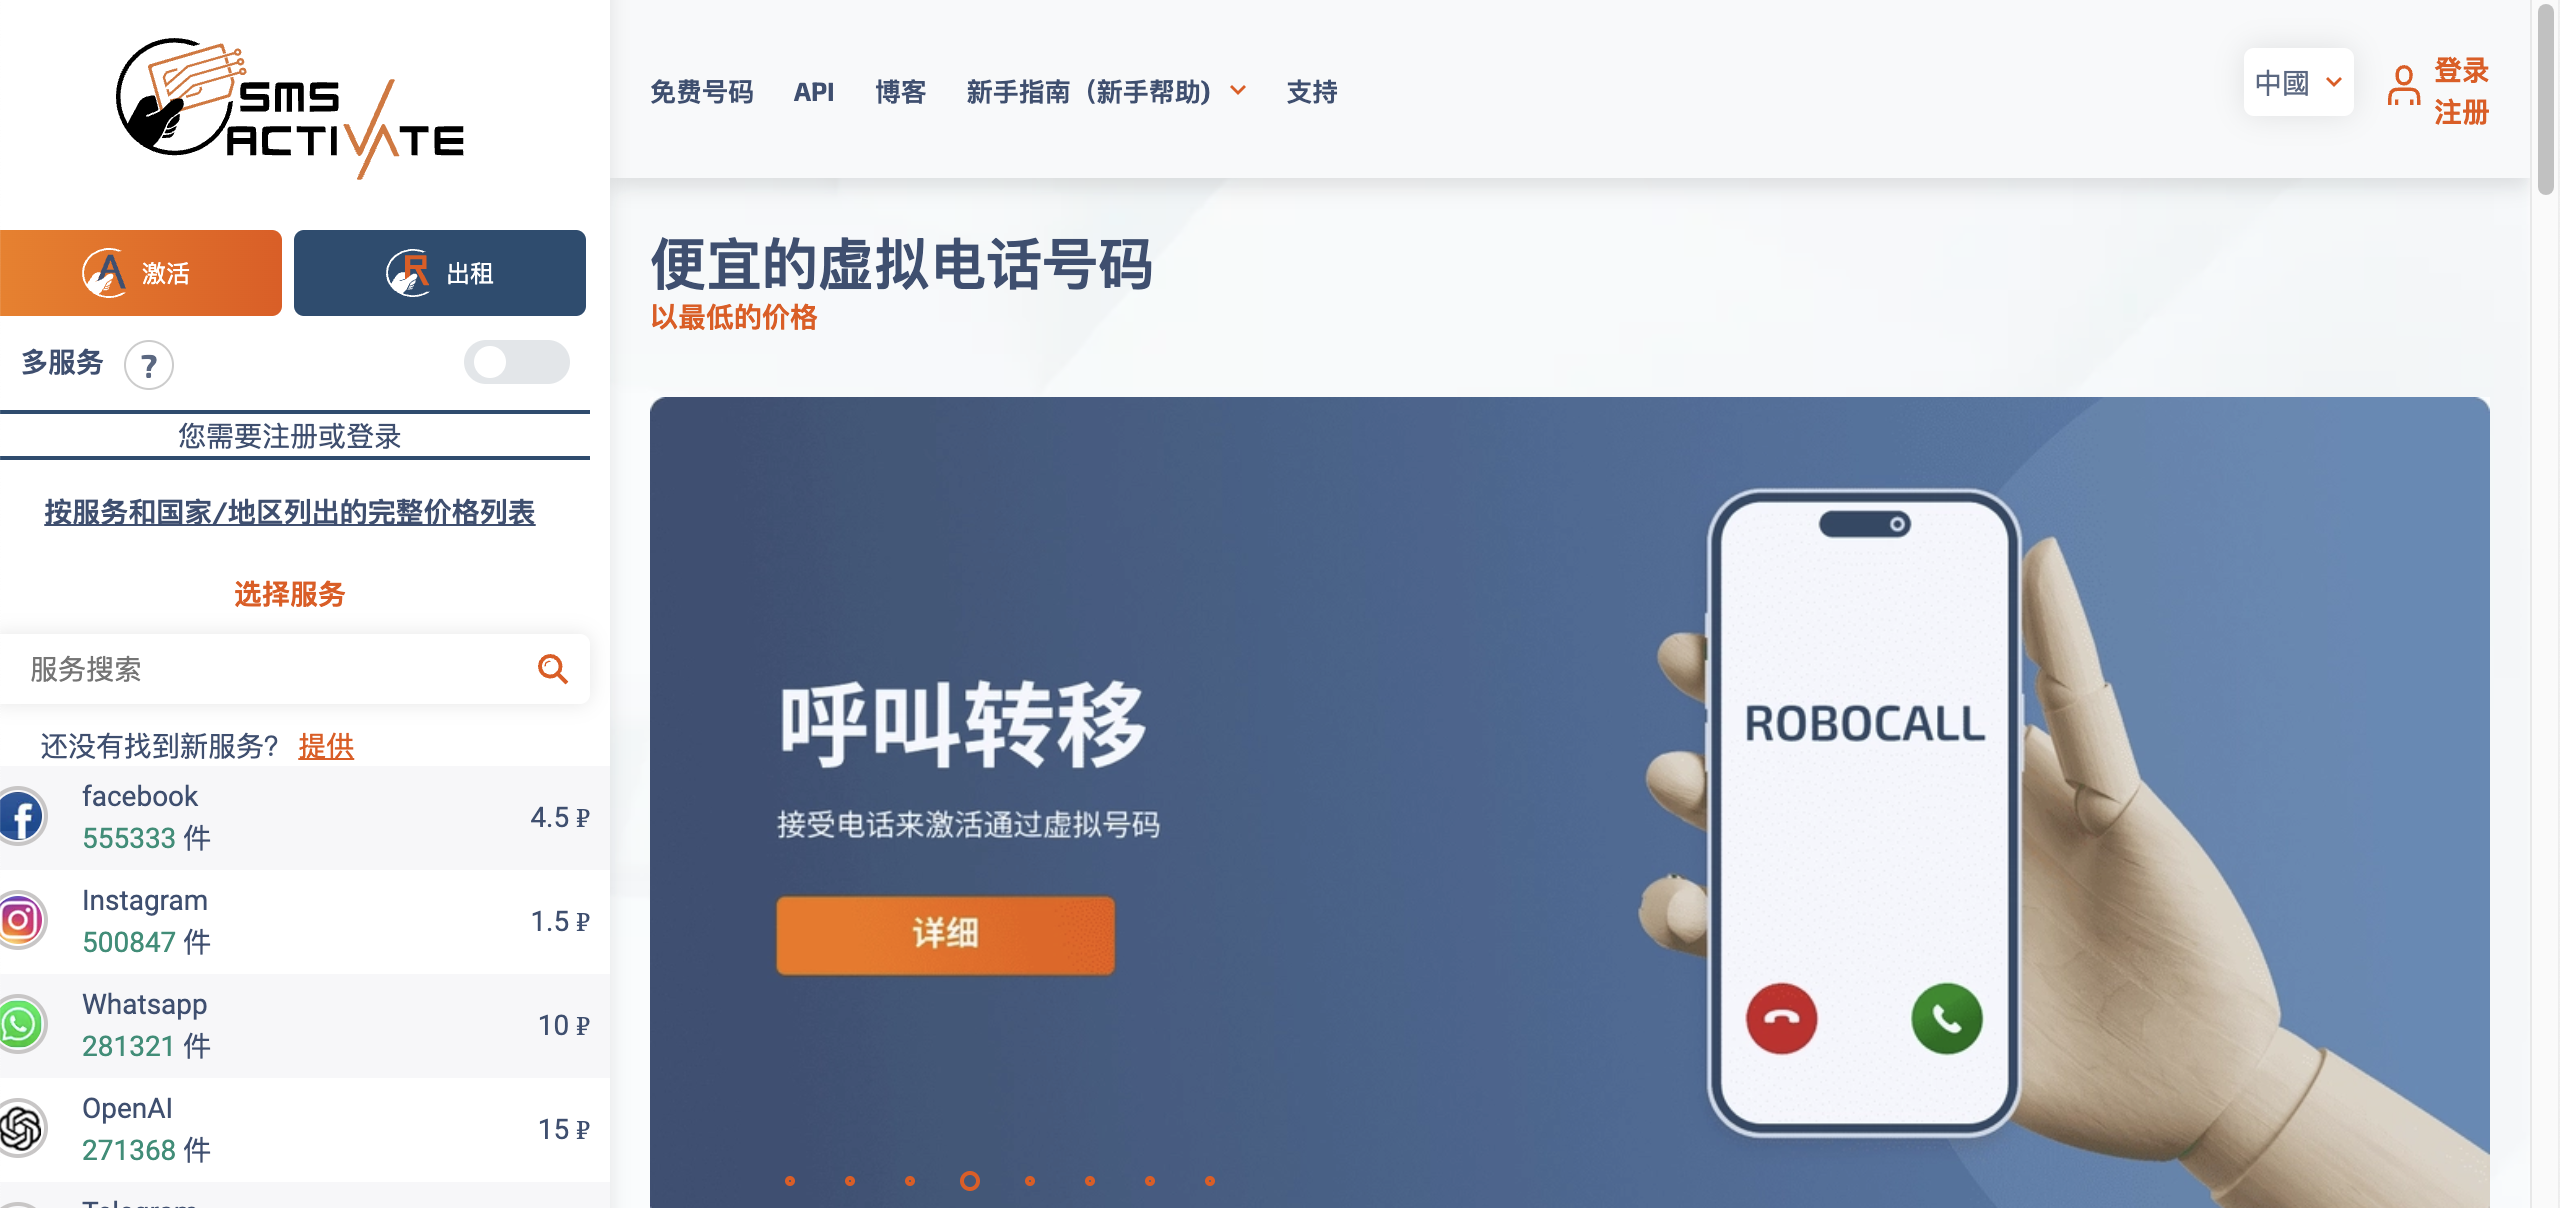 SMS
ACTIVATE
免费号码
API
博客
新手指南（新手帮助)
支持
中國
登录
注册
A 激活
R 出租
多服务 ?
您需要注册或登录
按服务和国家/地区列出的完整价格列表
选择服务
服务搜索
还没有找到新服务? 提供
facebook
555333 件
4.5 ₽
Instagram
500847 件
1.5 ₽
Whatsapp
281321 件
10 ₽
OpenAI
271368 件
15 ₽
Telegram
便宜的虚拟电话号码
以最低的价格
呼叫转移
接受电话来激活通过虚拟号码
详细
ROBOCALL